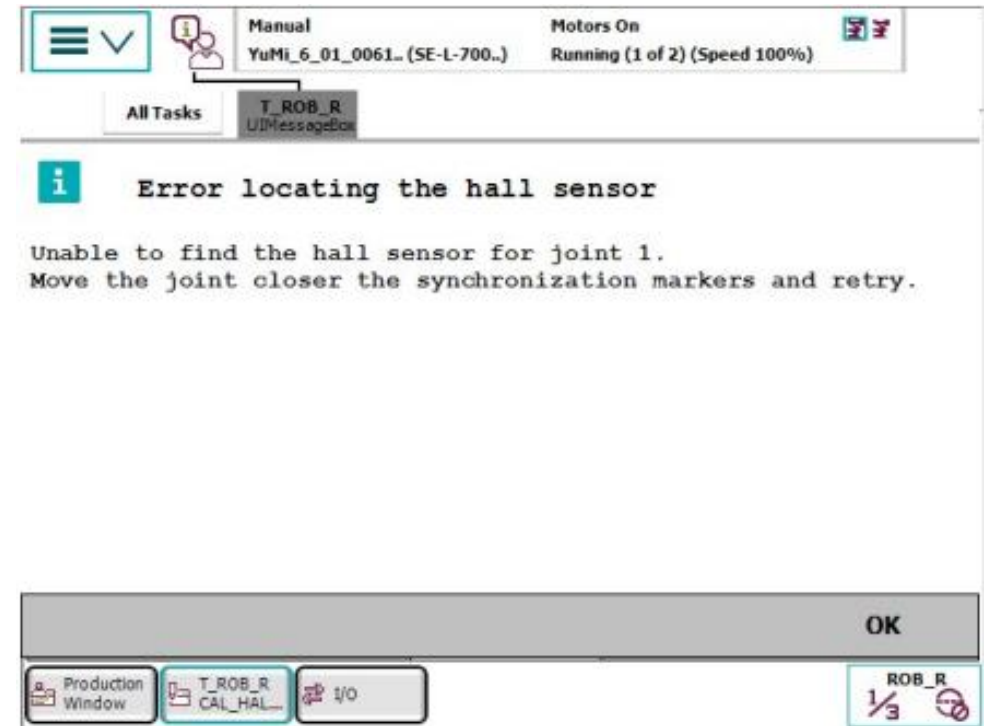 Manual
YuMi_6_01_0061.. (SE-L-700..)
Motors On
Running (1 of 2) (Speed 100%)
All Tasks
T_ROB_R
UIMessageBox
Error locating the hall sensor
Unable to find the hall sensor for joint 1.
Move the joint closer the synchronization markers and retry.
OK
Production
Window
T_ROB_R
CAL_HAL...
I/O
ROB_R
1/3